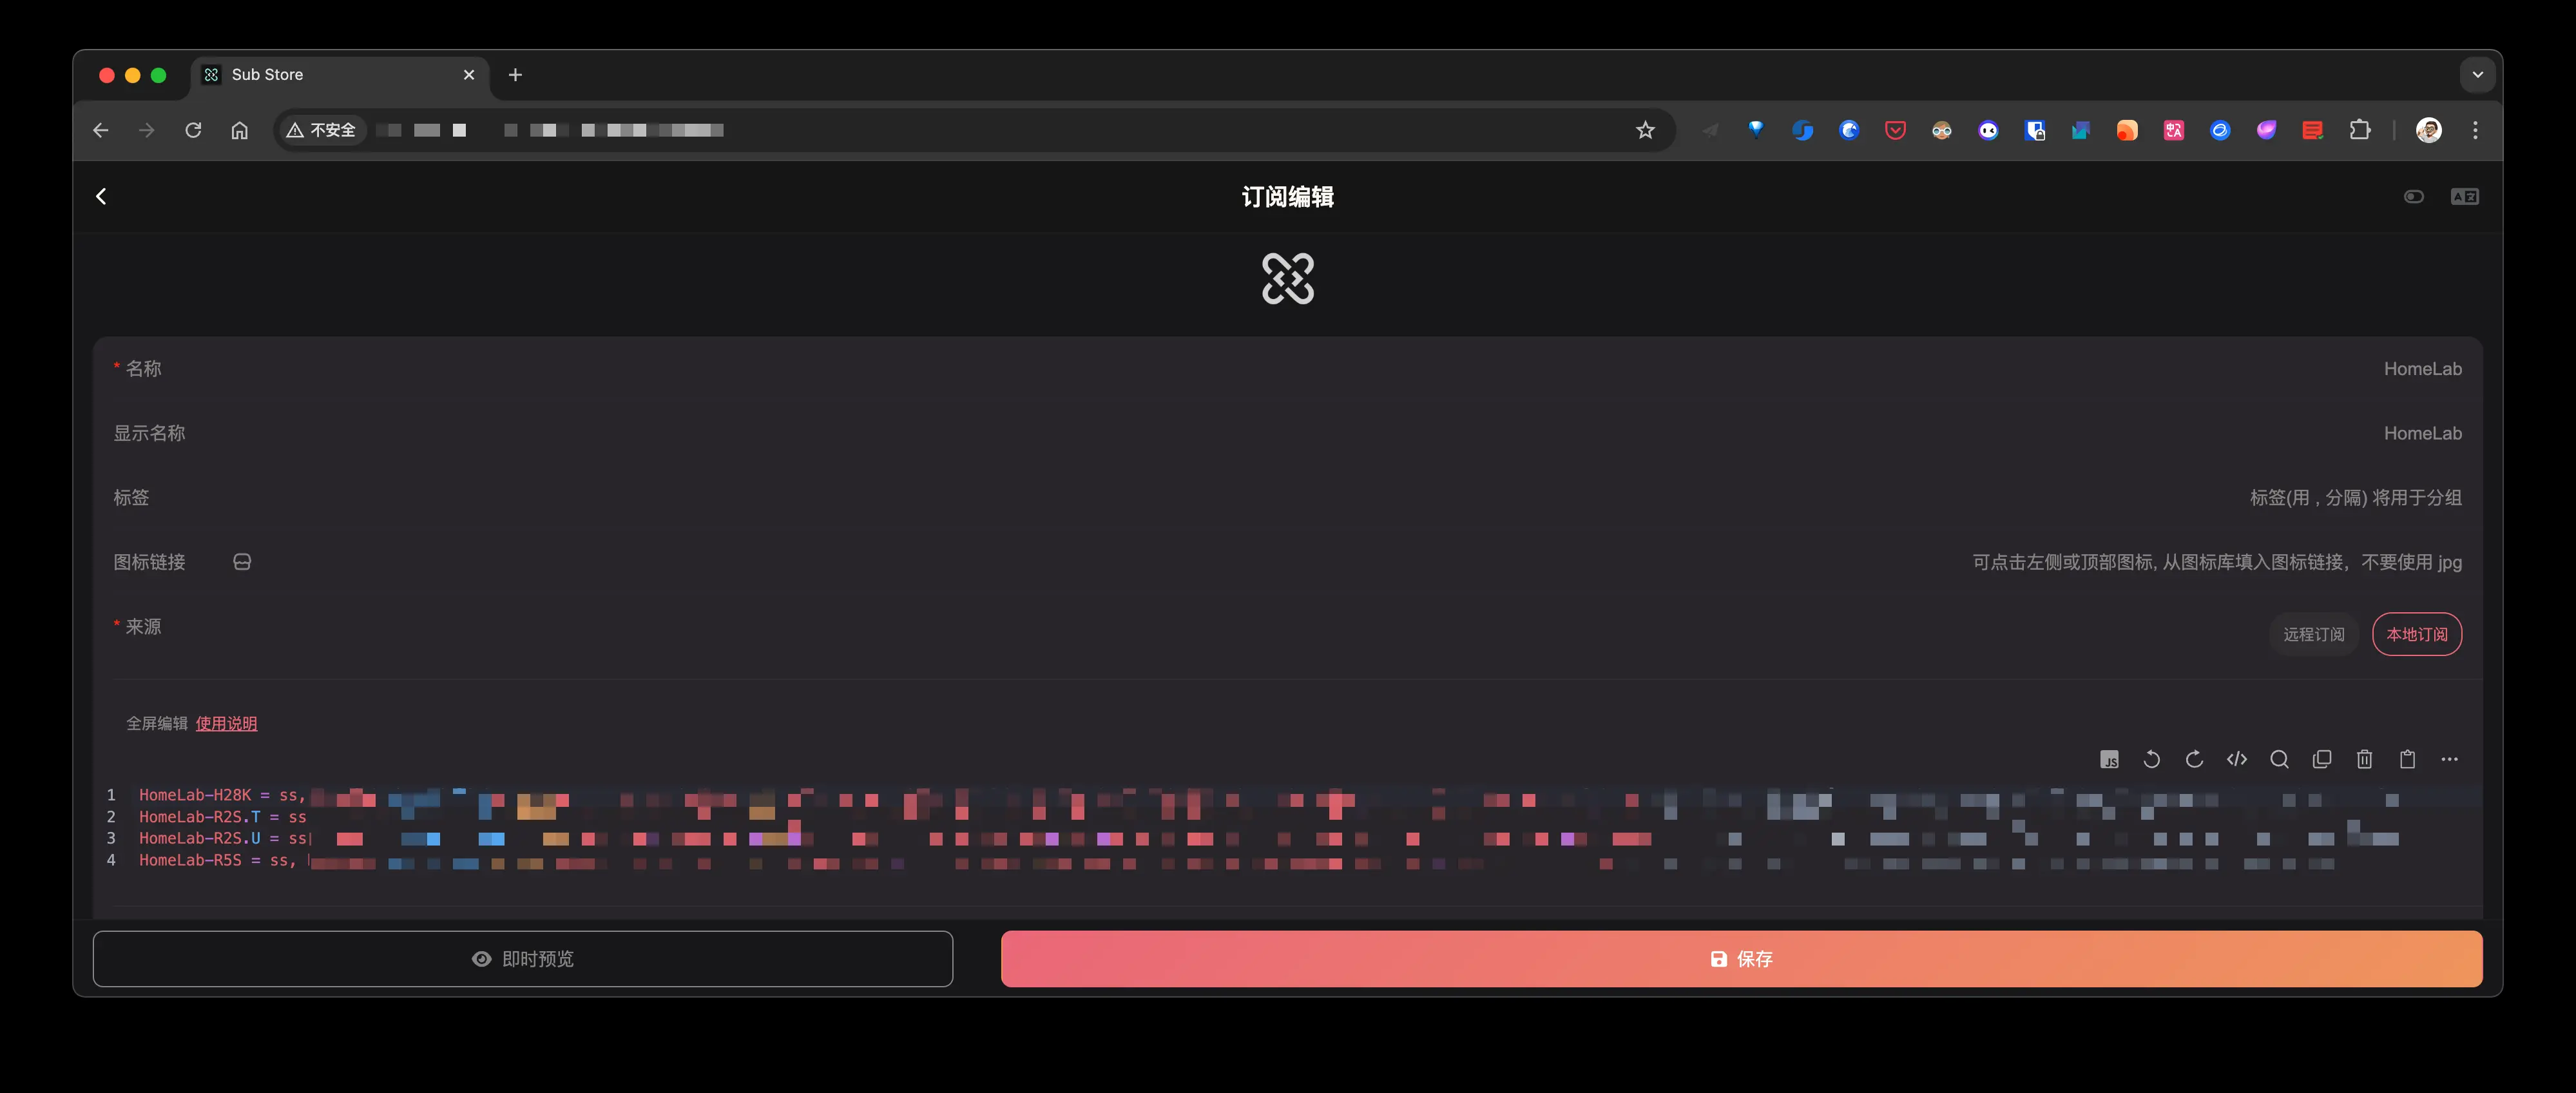 Sub Store
不安全
订阅编辑
* 名称 HomeLab
显示名称 HomeLab
标签 标签(用 , 分隔) 将用于分组
图标链接 可点击左侧或顶部图标, 从图标库填入图标链接，不要使用 jpg
* 来源 远程订阅 本地订阅
全屏编辑 使用说明
JS
1 HomeLab-H28K = ss,
2 HomeLab-R2S.T = ss
3 HomeLab-R2S.U = ss
4 HomeLab-R5S = ss,
即时预览 保存